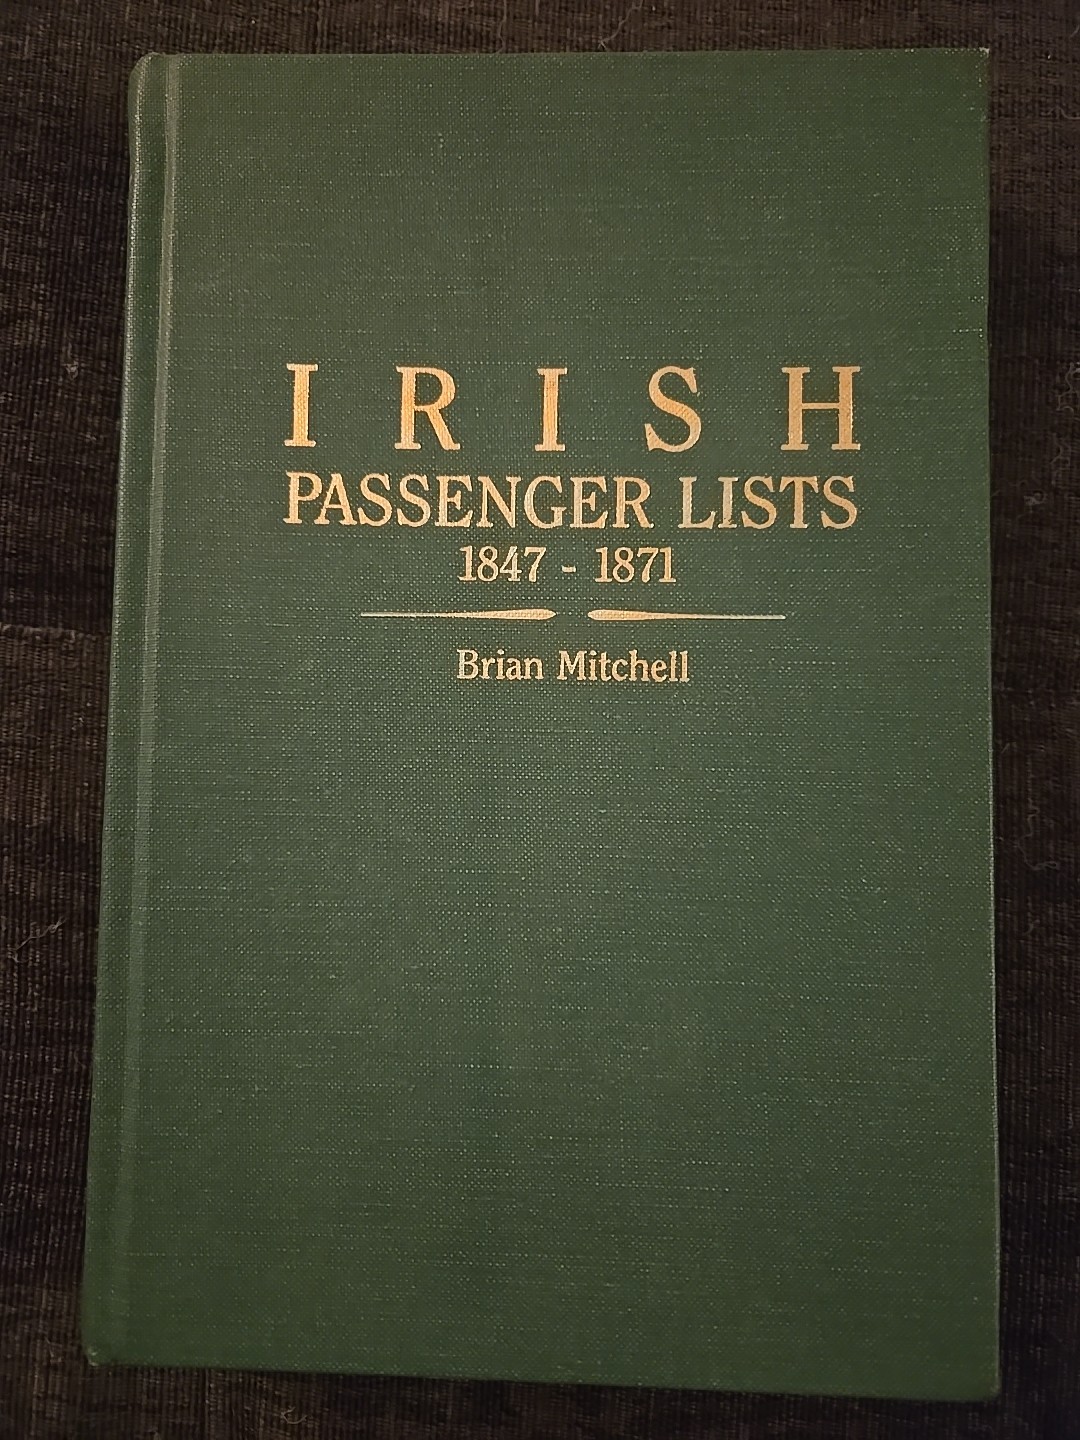 IRISH
PASSENGER LISTS
1847 - 1871
Brian Mitchell